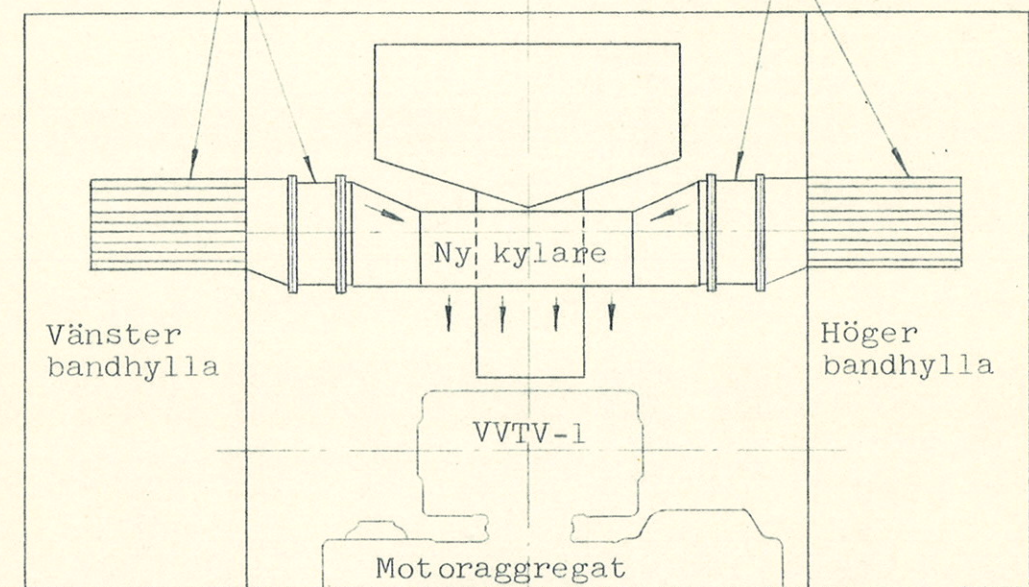 Ny kylare
Vänster
bandhylla
Höger
bandhylla
VVTV-1
Motoraggregat